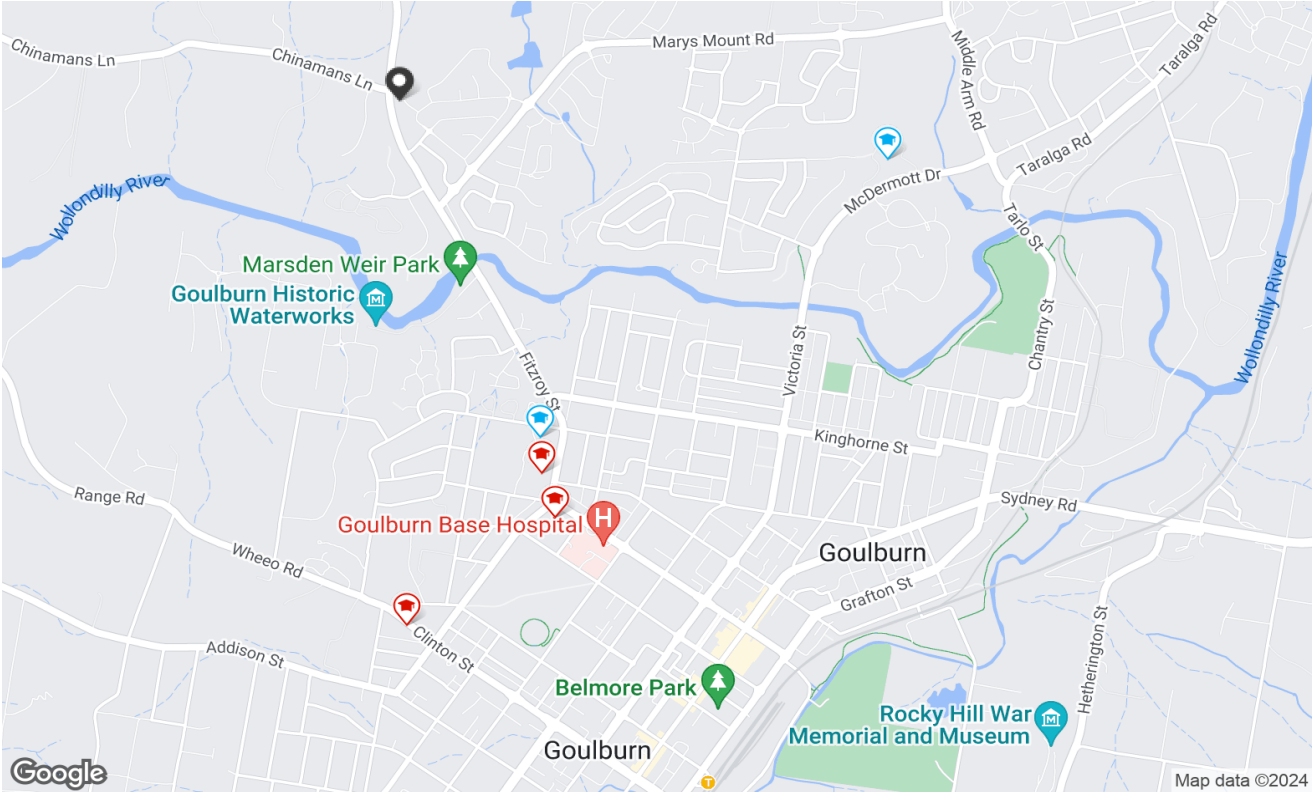 Chinamans Ln
Chinamans Ln
Marys Mount Rd
Middle Arm Rd
Taralga Rd
Taralga Rd
McDermott Dr
Tarlo St
Wollondilly River
Marsden Weir Park
Goulburn Historic
Waterworks
Wollondilly River
Chantry St
Victoria St
Fitzroy St
Kinghorne St
Range Rd
Sydney Rd
Goulburn Base Hospital
H
Goulburn
Wheeo Rd
Grafton St
Hetherington St
Clinton St
Addison St
Belmore Park
Rocky Hill War
Memorial and Museum
M
M
Goulburn
T
Google
Map data ©2024